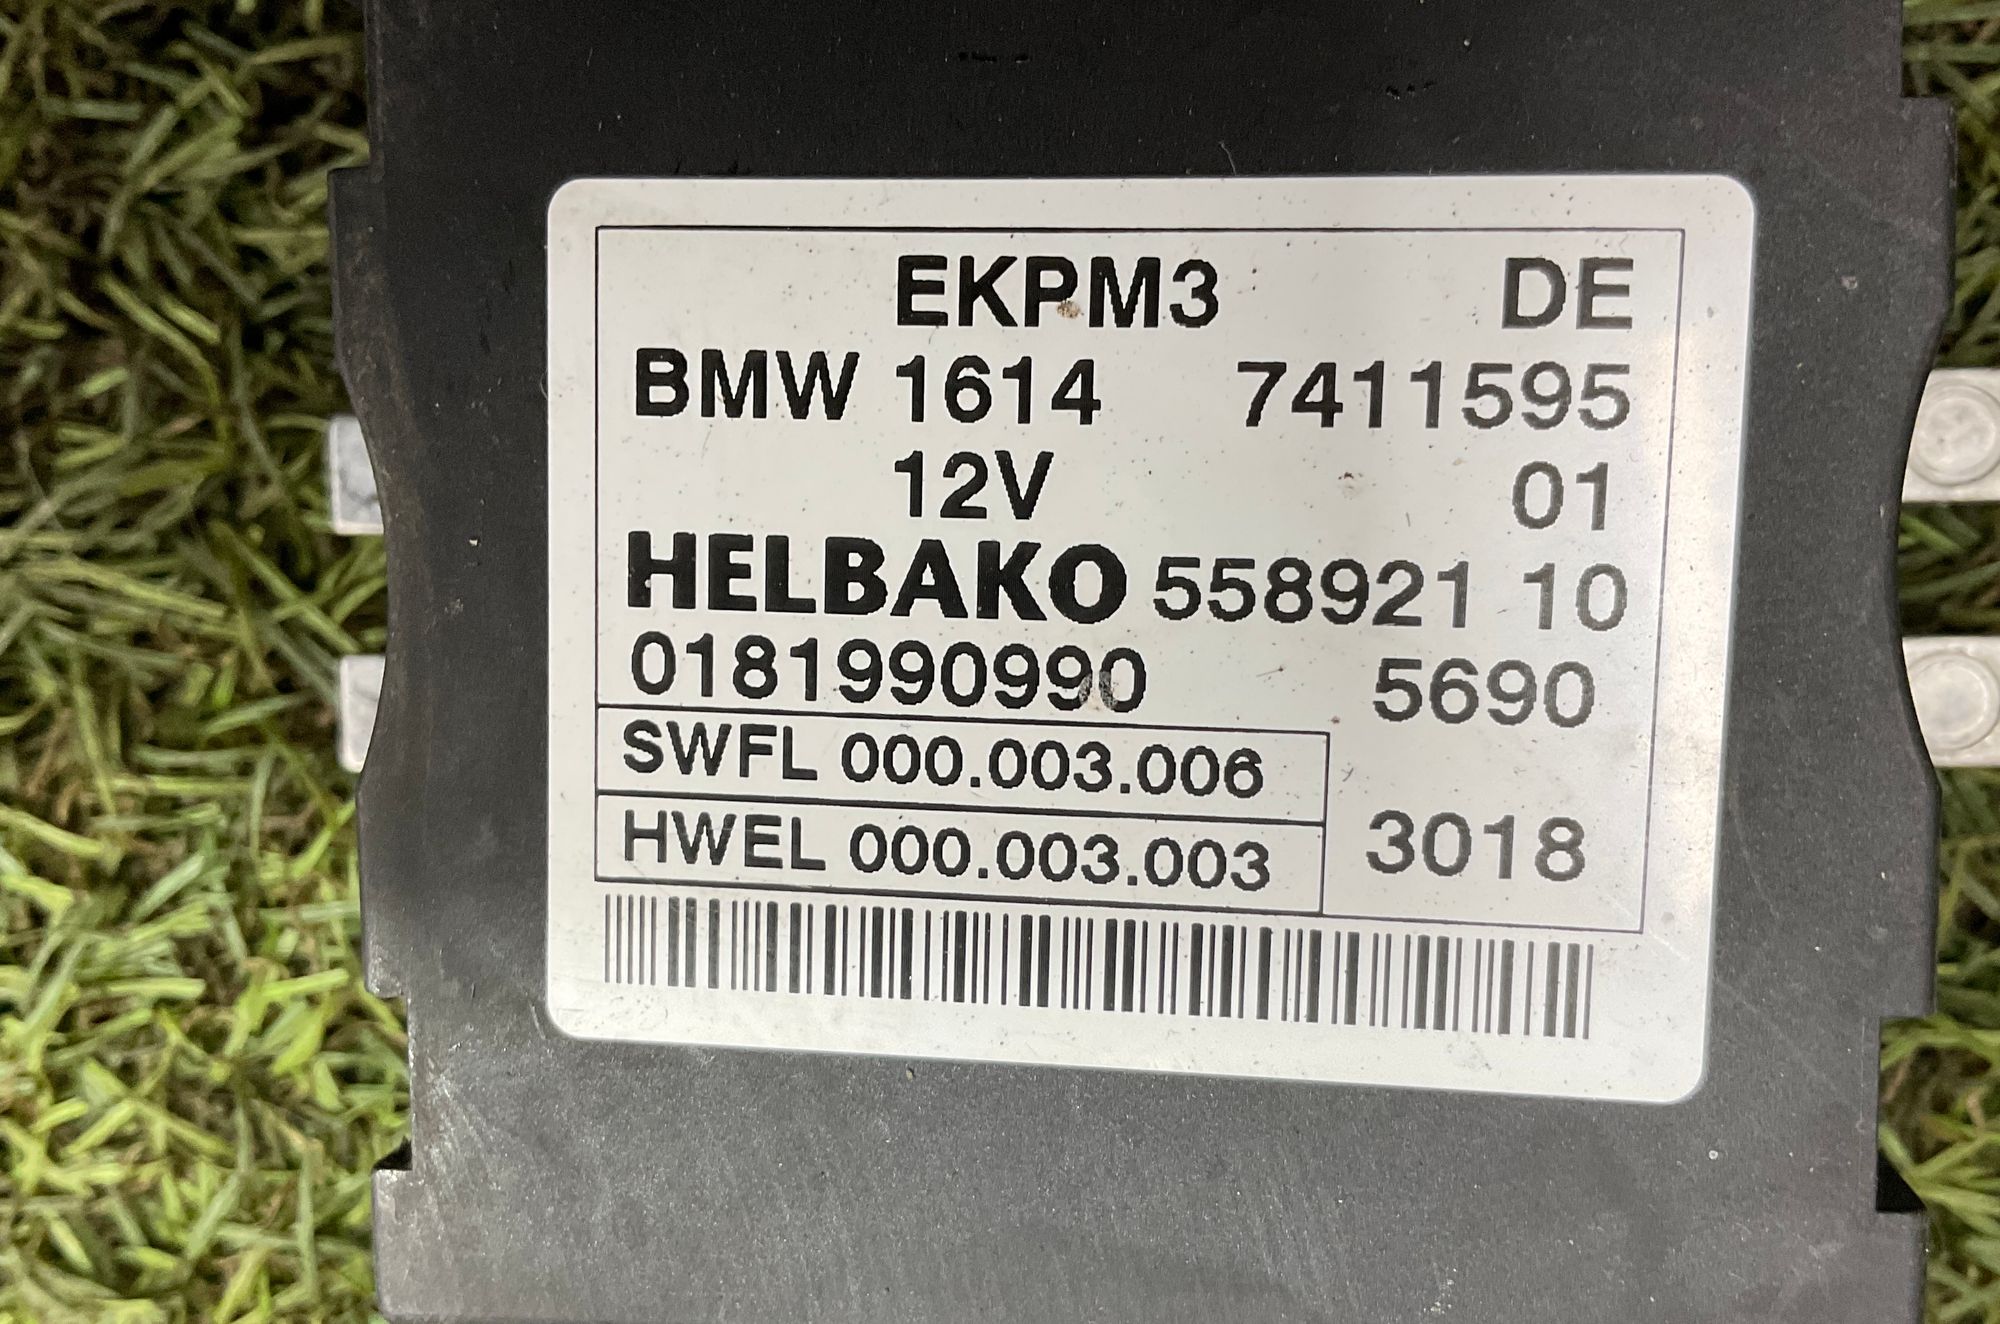 EKPM3 DE
BMW 1614 7411595
12V 01
HELBAKO 558921 10
0181990990 5690
SWFL 000.003.006
HWEL 000.003.003 3018